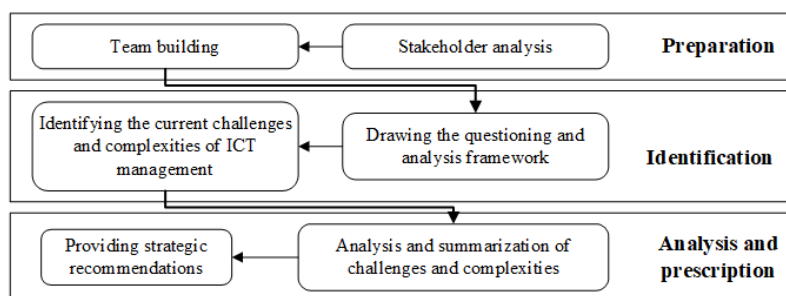 Team building
Stakeholder analysis
Preparation
Identifying the current challenges
and complexities of ICT
management
Drawing the questioning and
analysis framework
Identification
Providing strategic
recommendations
Analysis and summarization of
challenges and complexities
Analysis and
prescription